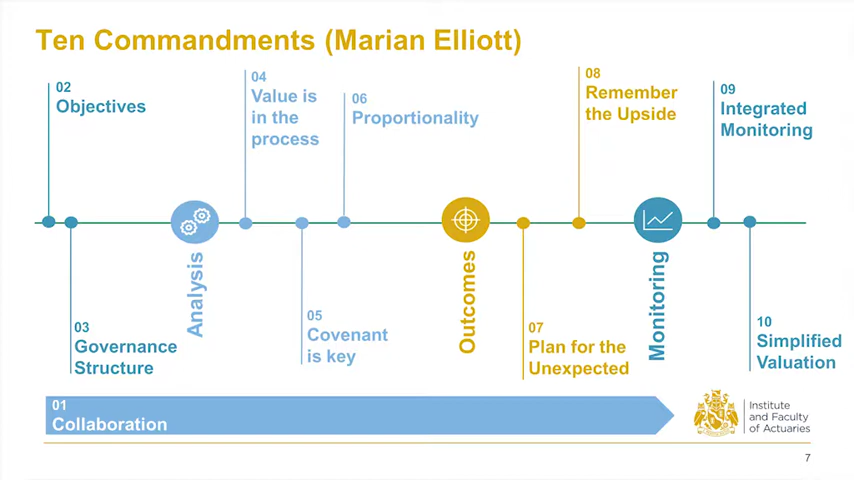 Ten Commandments (Marian Elliott)
02
Objectives
04
Value is
in the
process
06
Proportionality
08
Remember
the Upside
09
Integrated
Monitoring
Analysis
Outcomes
Monitoring
03
Governance
Structure
05
Covenant
is key
07
Plan for the
Unexpected
10
Simplified
Valuation
01
Collaboration
Institute
and Faculty
of Actuaries
7